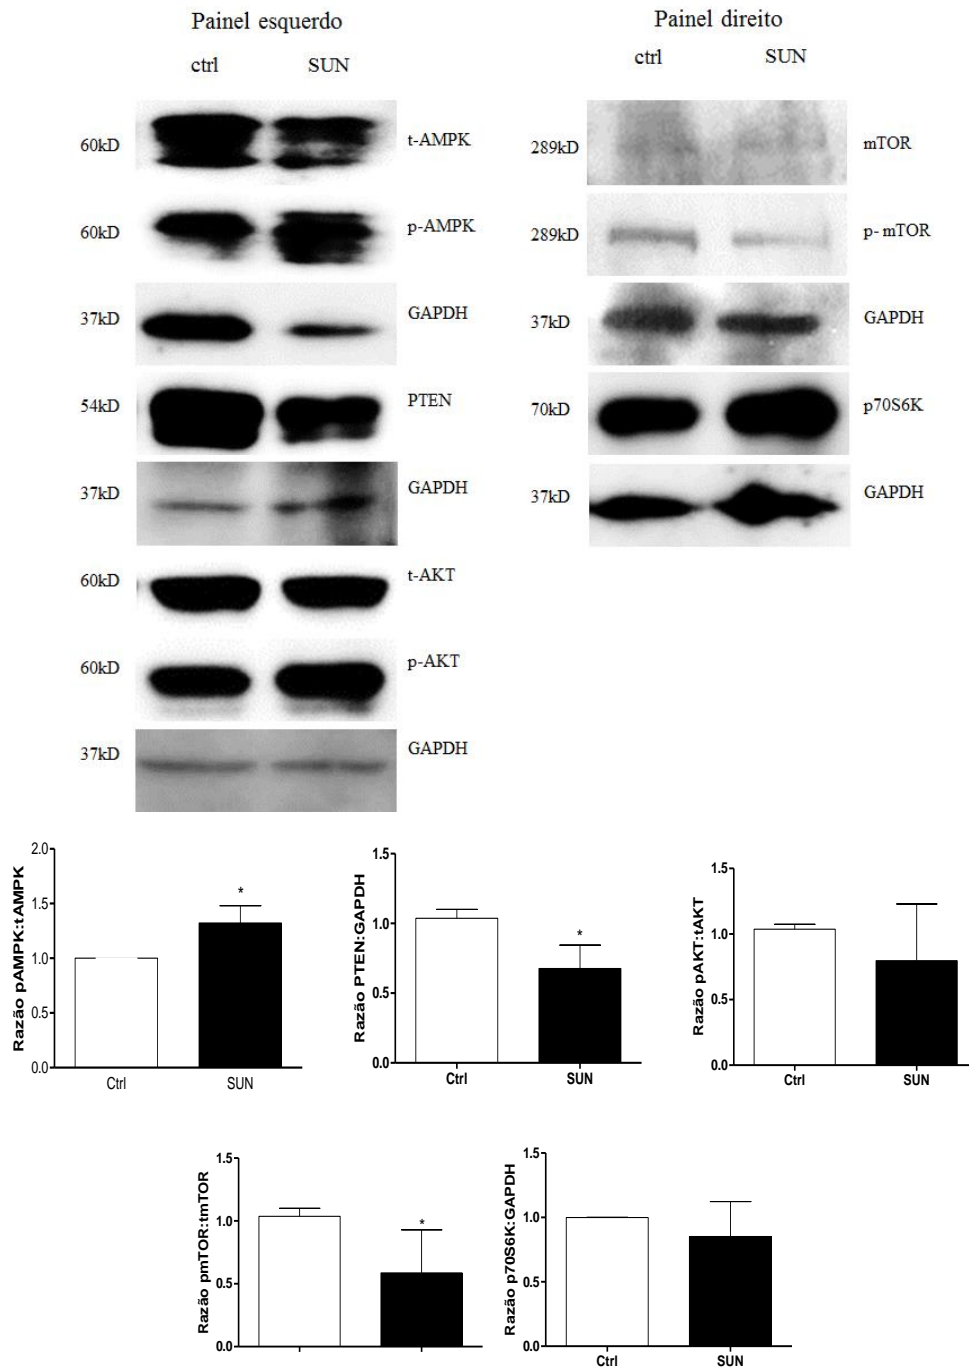 Painel esquerdo
Painel direito
ctrl SUN
ctrl SUN
60kD t-AMPK
60kD p-AMPK
37kD GAPDH
54kD PTEN
37kD GAPDH
60kD t-AKT
60kD p-AKT
37kD GAPDH
289kD mTOR
289kD p- mTOR
37kD GAPDH
70kD p70S6K
37kD GAPDH
Razão pAMPK:tAMPK
2.0
1.5
1.0
0.5
0.0
*
Ctrl SUN
Razão PTEN:GAPDH
1.5
1.0
0.5
0.0
*
Ctrl SUN
Razão pAKT:tAKT
1.5
1.0
0.5
0.0
Ctrl SUN
Razão pmTOR:tmTOR
1.5
1.0
0.5
0.0
*
Razão p70S6K:GAPDH
1.5
1.0
0.5
0.0
Ctrl SUN